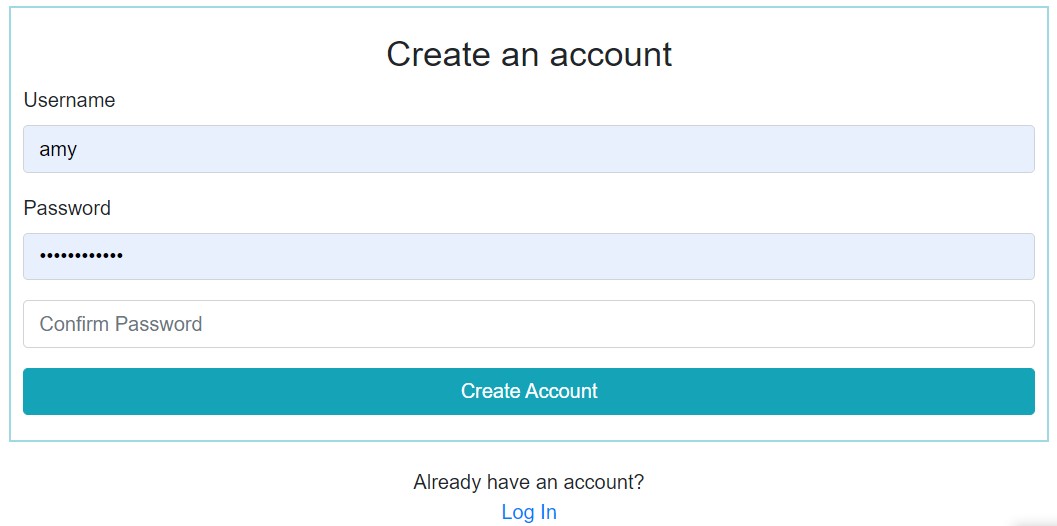 Create an account
Username
amy
Password
••••••••••••
Confirm Password
Create Account
Already have an account?
Log In